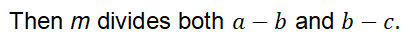 Then m divides both a − b and b − c.